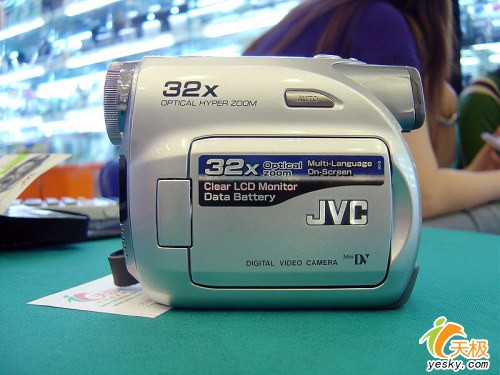 32x
OPTICAL HYPER ZOOM
AUTO
32x Optical zoom
Multi-Language
On-Screen
Clear LCD Monitor
Data Battery
JVC
DIGITAL VIDEO CAMERA
Mini DV
天极
yesky.com